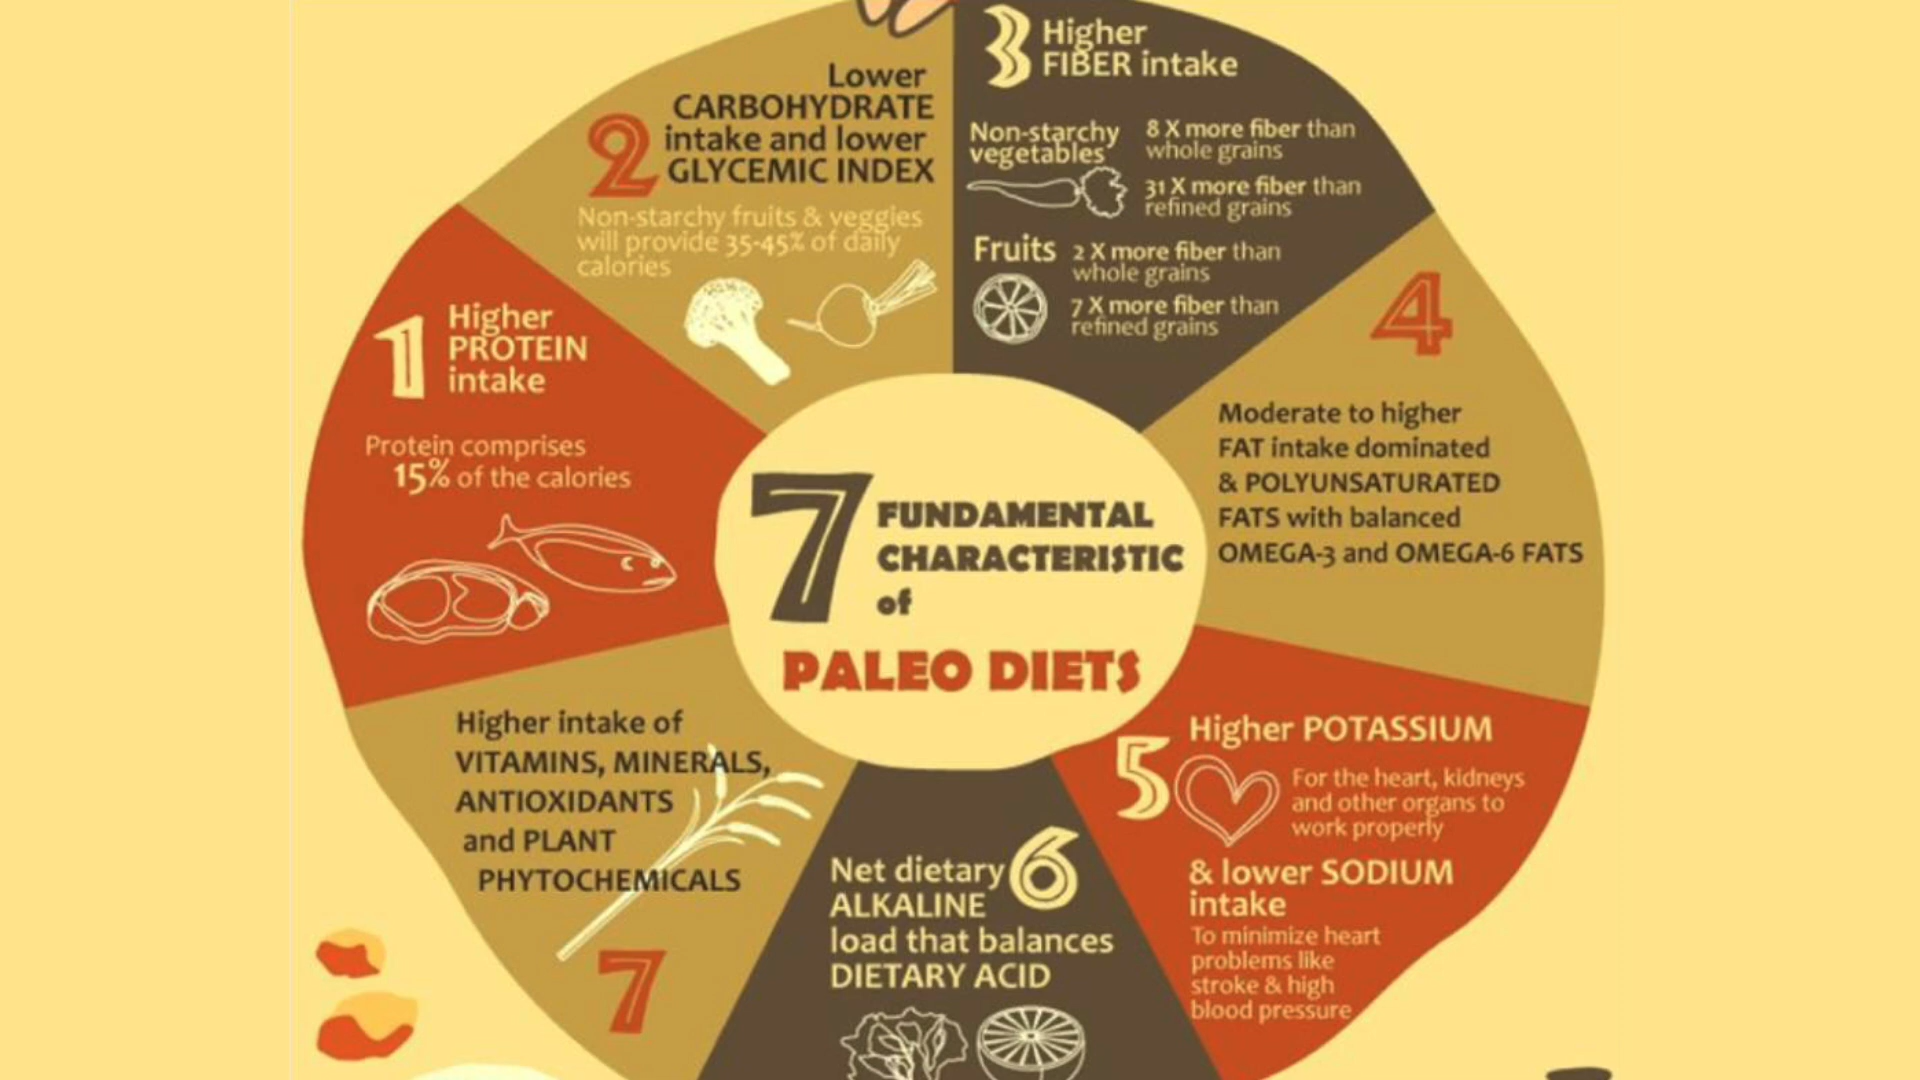 7 FUNDAMENTAL
CHARACTERISTIC
of
PALEO DIETS
1 Higher
PROTEIN
intake
Protein comprises
15% of the calories
2 Lower
CARBOHYDRATE
intake and lower
GLYCEMIC INDEX
Non-starchy fruits & veggies
will provide 35-45% of daily
calories
3 Higher
FIBER intake
Non-starchy
vegetables
8 X more fiber than
whole grains
31 X more fiber than
refined grains
Fruits
2 X more fiber than
whole grains
7 X more fiber than
refined grains
4
Moderate to higher
FAT intake dominated
& POLYUNSATURATED
FATS with balanced
OMEGA-3 and OMEGA-6 FATS
5 Higher POTASSIUM
For the heart, kidneys
and other organs to
work properly
& lower SODIUM
intake
To minimize heart
problems like
stroke & high
blood pressure
6
Net dietary
ALKALINE
load that balances
DIETARY ACID
Higher intake of
VITAMINS, MINERALS,
ANTIOXIDANTS
and PLANT
PHYTOCHEMICALS
7